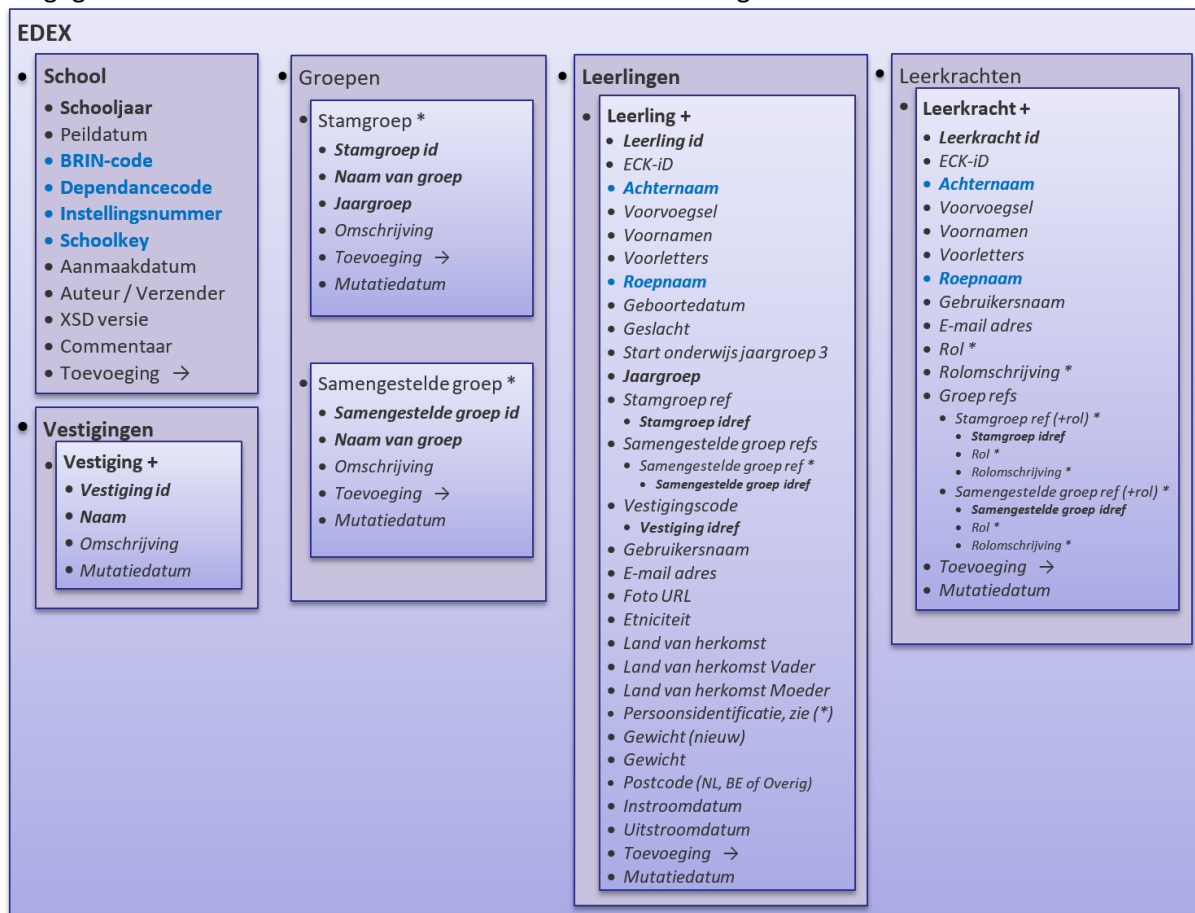 EDEX
School
Schooljaar
Peildatum
BRIN-code
Dependancecode
Instellingsnummer
Schoolkey
Aanmaakdatum
Auteur / Verzender
XSD versie
Commentaar
Toevoeging →
Vestigingen
Vestiging +
Vestiging id
Naam
Omschrijving
Mutatiedatum
Groepen
Stamgroep *
Stamgroep id
Naam van groep
Jaargroep
Omschrijving
Toevoeging →
Mutatiedatum
Samengestelde groep *
Samengestelde groep id
Naam van groep
Omschrijving
Toevoeging →
Mutatiedatum
Leerlingen
Leerling +
Leerling id
ECK-iD
Achternaam
Voorvoegsel
Voornamen
Voorletters
Roepnaam
Geboortedatum
Geslacht
Start onderwijs jaargroep 3
Jaargroep
Stamgroep ref
Stamgroep idref
Samengestelde groep refs
Samengestelde groep ref *
Samengestelde groep idref
Vestigingscode
Vestiging idref
Gebruikersnaam
E-mail adres
Foto URL
Etniciteit
Land van herkomst
Land van herkomst Vader
Land van herkomst Moeder
Persoonsidentificatie, zie (*)
Gewicht (nieuw)
Gewicht
Postcode (NL, BE of Overig)
Instroomdatum
Uitstroomdatum
Toevoeging →
Mutatiedatum
Leerkrachten
Leerkracht +
Leerkracht id
ECK-iD
Achternaam
Voorvoegsel
Voornamen
Voorletters
Roepnaam
Gebruikersnaam
E-mail adres
Rol *
Rolomschrijving *
Groep refs
Stamgroep ref (+rol) *
Stamgroep idref
Rol *
Rolomschrijving *
Samengestelde groep ref (+rol) *
Samengestelde groep idref
Rol *
Rolomschrijving *
Toevoeging →
Mutatiedatum